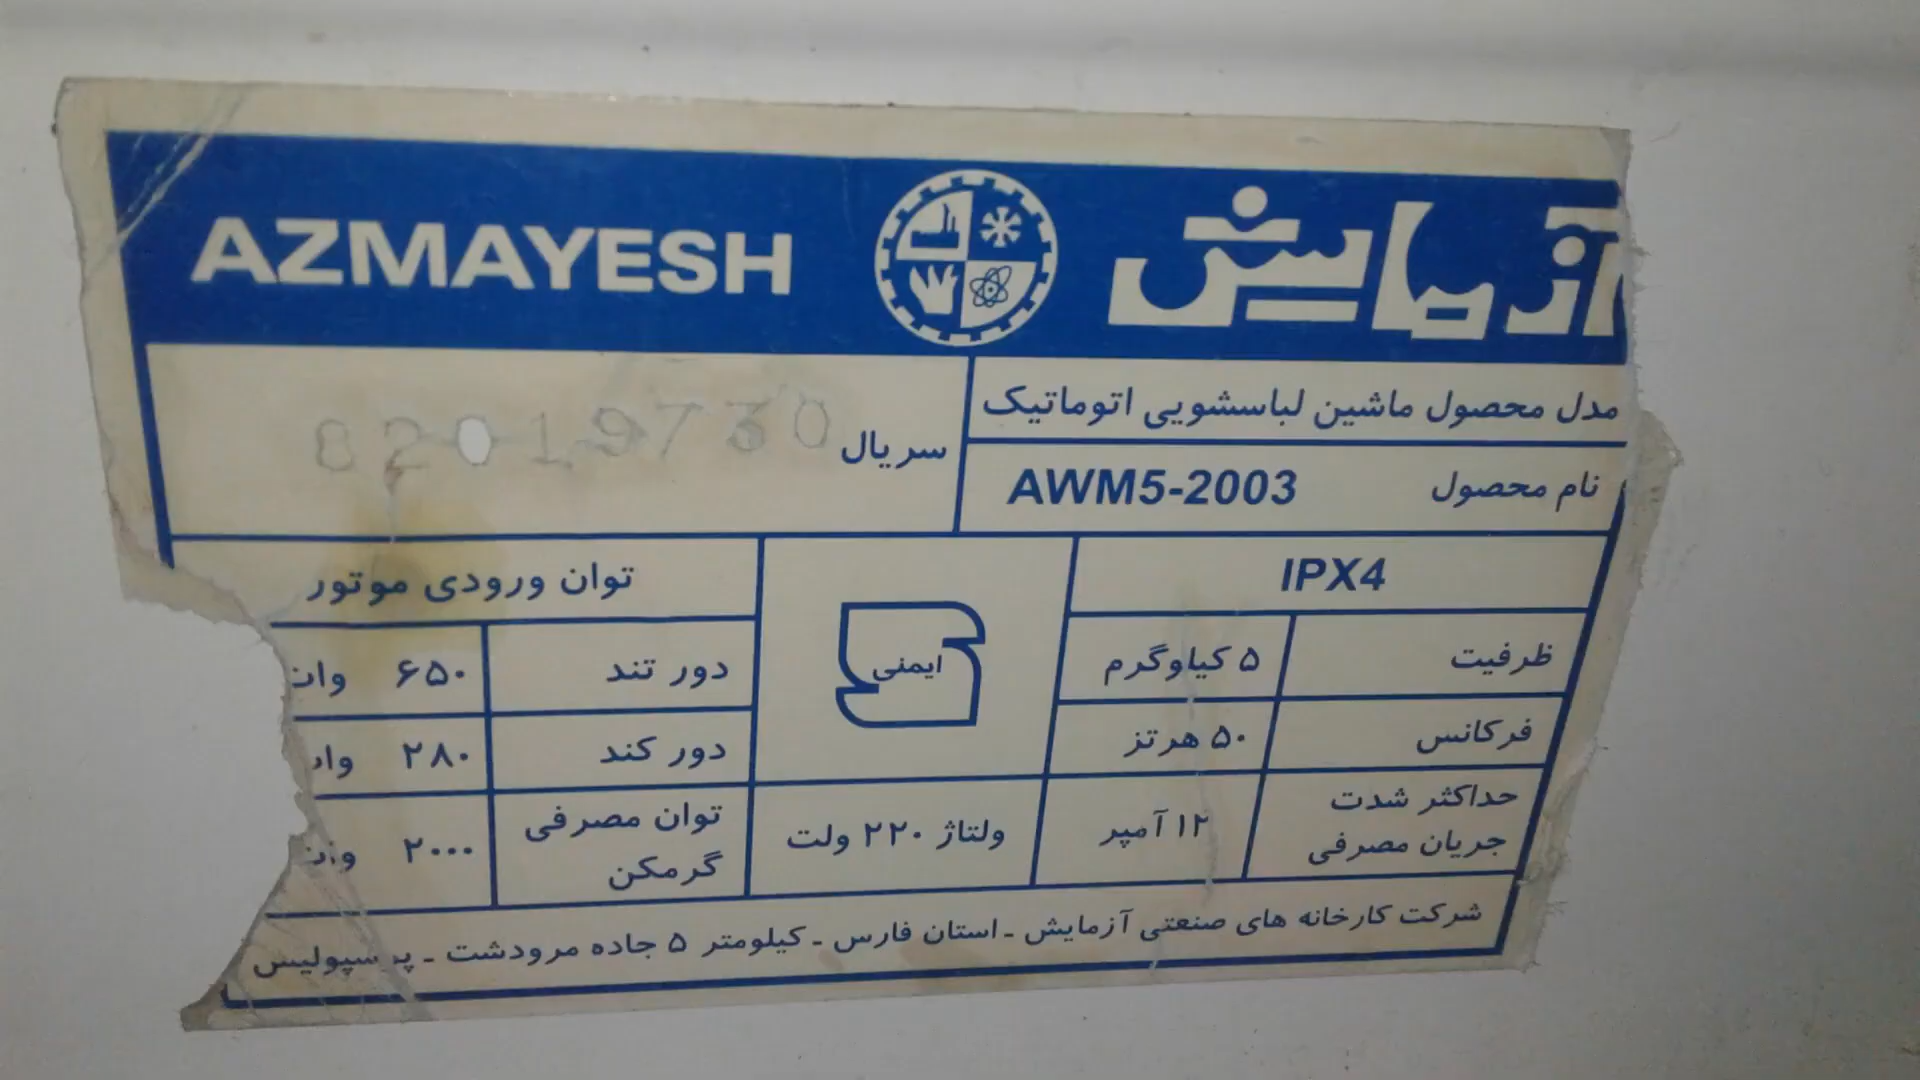 AZMAYESH آزمایش
مدل محصول ماشین لباسشویی اتوماتیک
نام محصول AWM5-2003
سریال 82019730
IPX4
ظرفیت ۵ کیلوگرم
فرکانس ۵۰ هرتز
حداکثر شدت
جریان مصرفی
۱۲ آمپر
ایمنی
ولتاژ ۲۲۰ ولت
توان ورودی موتور
دور تند ۶۵۰
دور کند ۲۸۰
توان مصرفی
گرمکن
۲۰۰۰
شرکت کارخانه های صنعتی آزمایش ـ استان فارس ـ کیلومتر ۵ جاده مرودشت ـ پرسپولیس